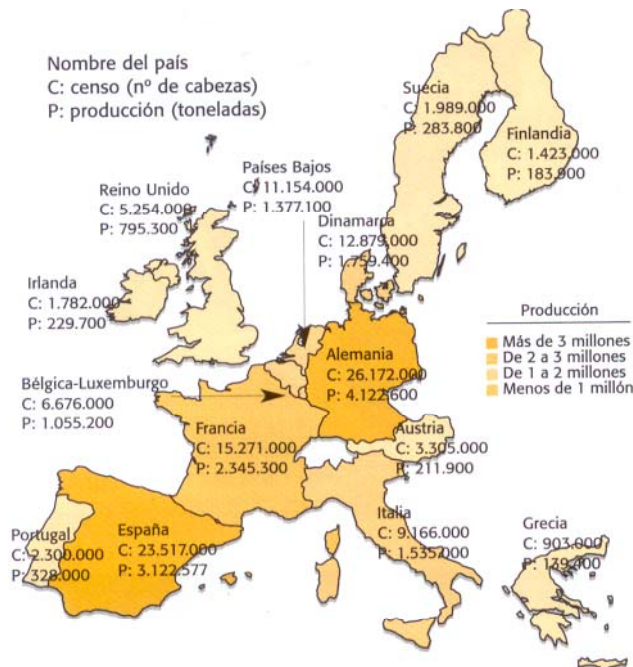 Nombre del país
C: censo (nº de cabezas)
P: producción (toneladas)
Suecia
C: 1.989.000
P: 283.800
Finlandia
C: 1.423.000
P: 183.900
Países Bajos
C: 11.154.000
P: 1.377.100
Reino Unido
C: 5.254.000
P: 795.300
Dinamarca
C: 12.879.000
P: 1.759.400
Irlanda
C: 1.782.000
P: 229.700
Producción
Más de 3 millones
De 2 a 3 millones
De 1 a 2 millones
Menos de 1 millón
Alemania
C: 26.172.000
P: 4.122.600
Bélgica-Luxemburgo
C: 6.676.000
P: 1.055.200
Francia
C: 15.271.000
P: 2.345.300
Austria
C: 3.305.000
P: 211.900
Italia
C: 9.166.000
P: 1.535.000
Grecia
C: 903.000
P: 139.400
Portugal
C: 2.300.000
P: 328.000
España
C: 23.517.000
P: 3.122.577